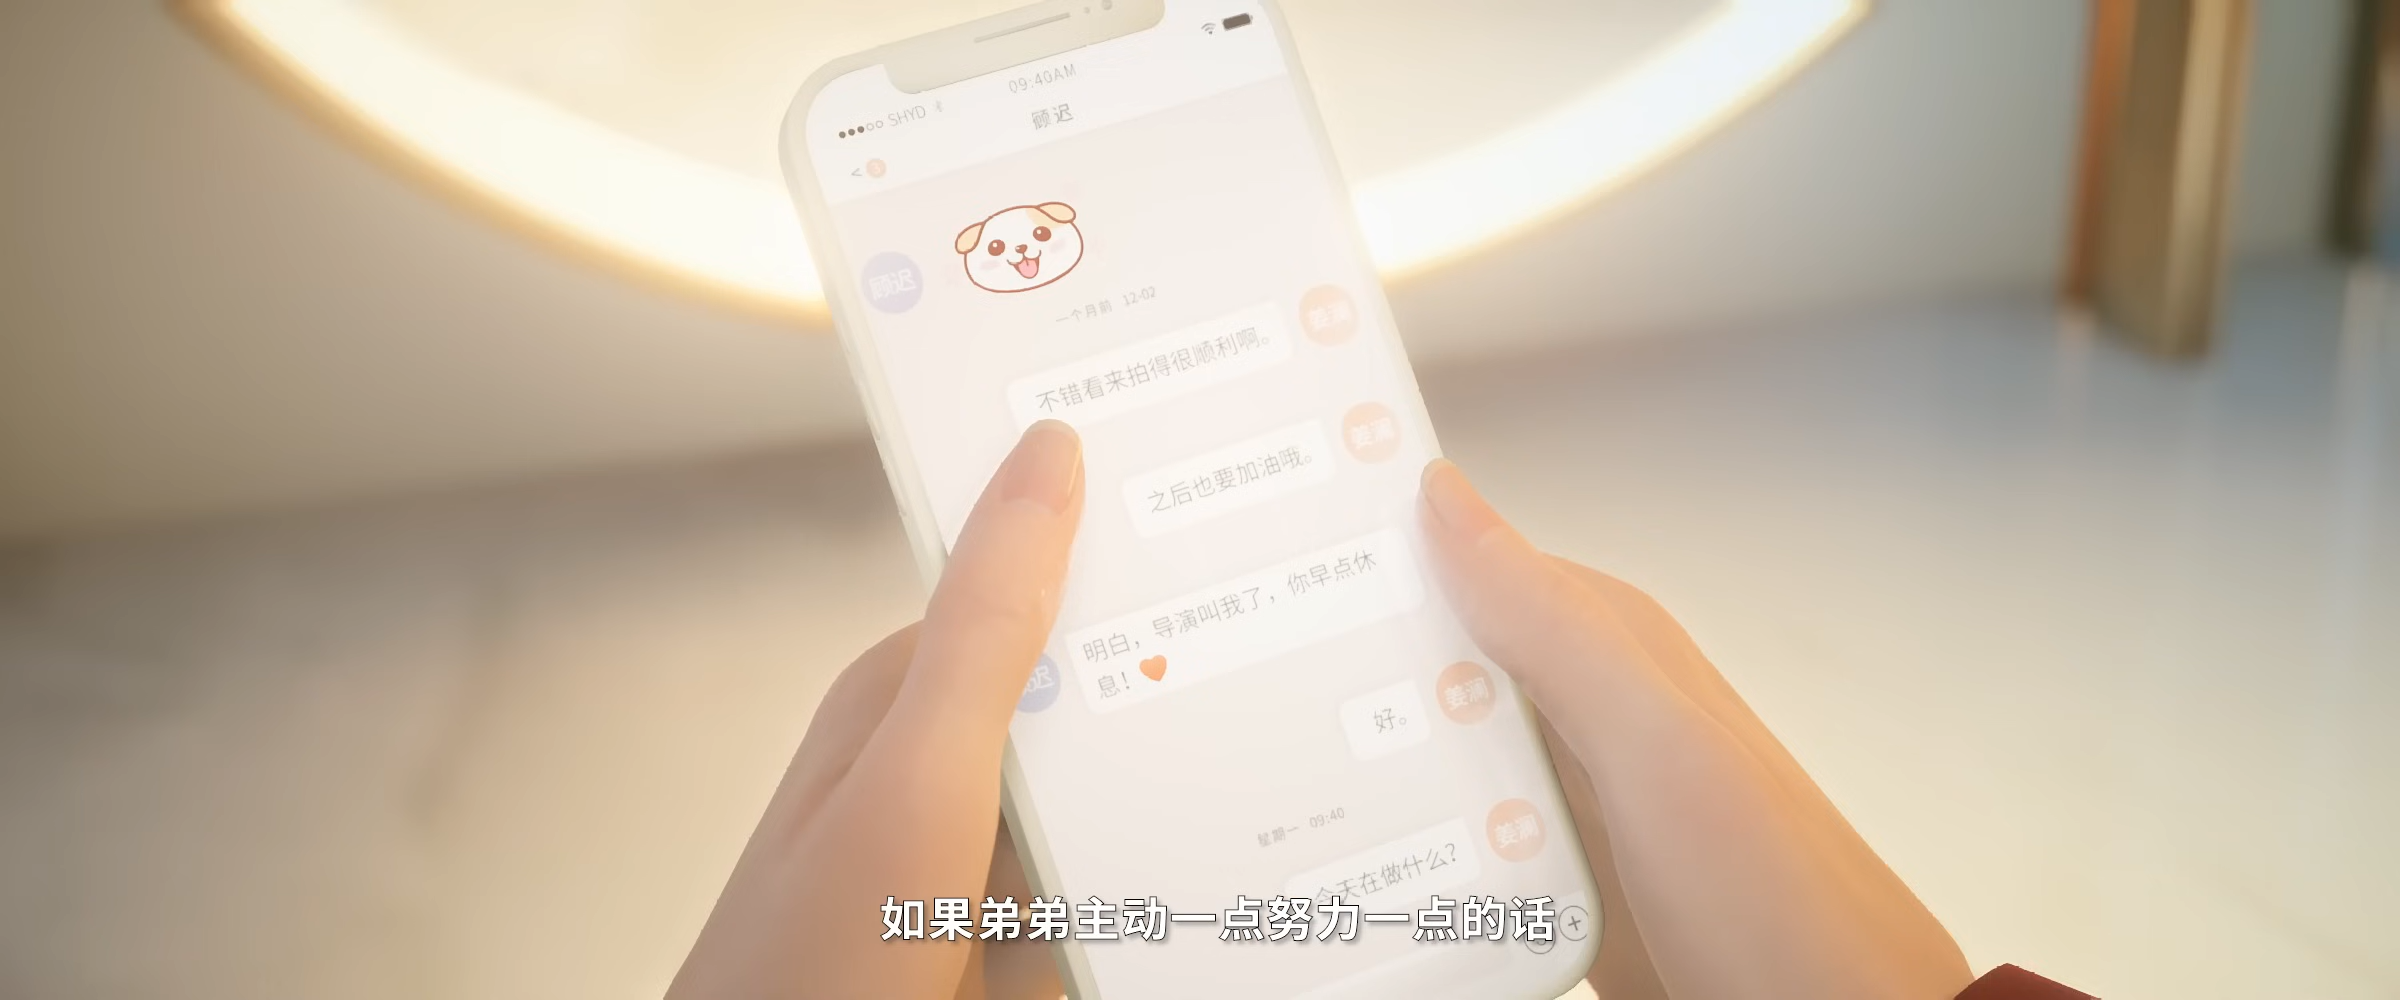 09:40AM
SHYD
顾迟
< 3
顾迟
一个月前 12-02
姜澜
不错看来拍得很顺利啊。
姜澜
之后也要加油哦。
明白，导演叫我了，你早点休
息！
迟
姜澜
好。
星期一 09:40
姜澜
今天在做什么？
如果弟弟主动一点努力一点的话